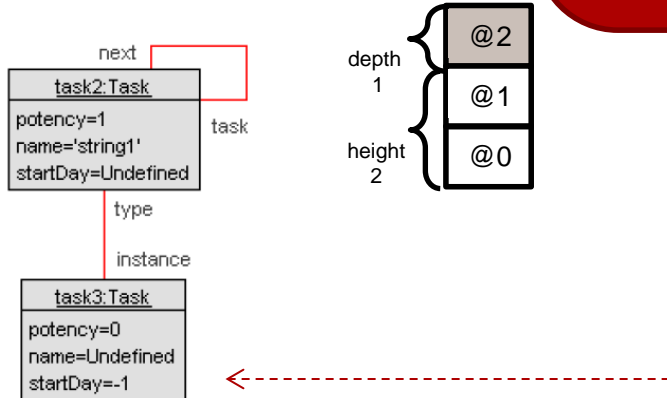 next
task2:Task
potency=1
name='string1'
startDay=Undefined
task
type
instance
task3:Task
potency=0
name=Undefined
startDay=-1
depth
1
height
2
@2
@1
@0